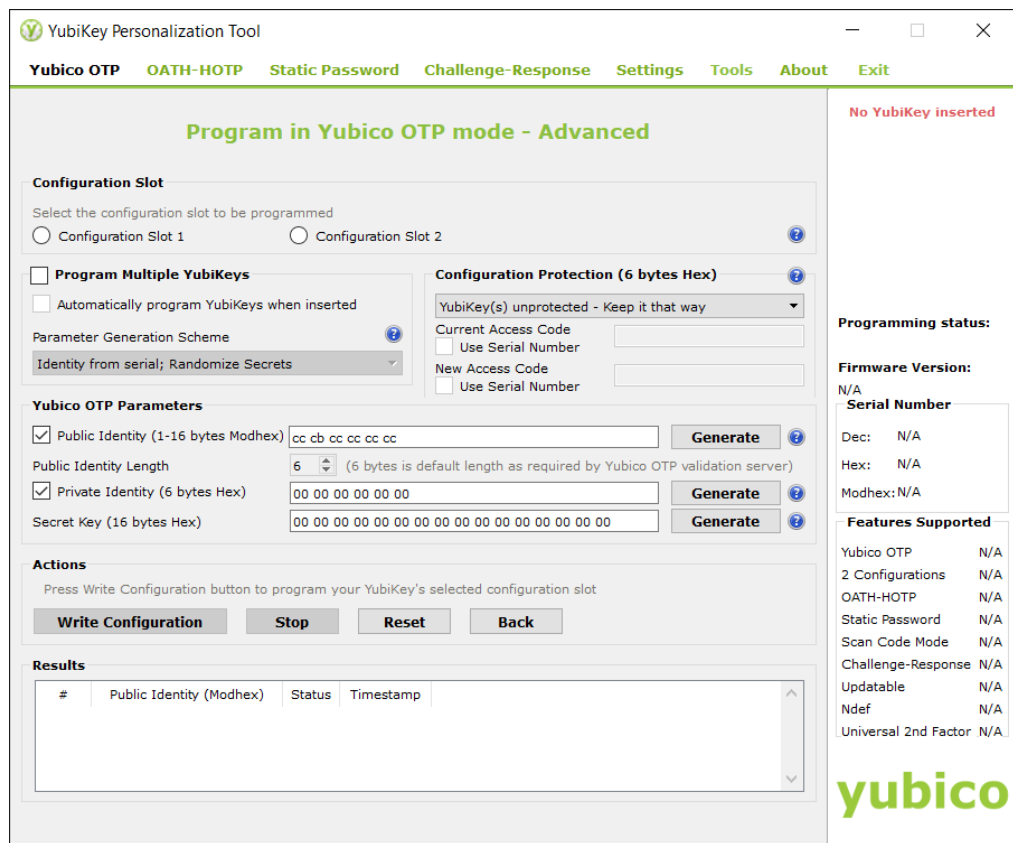 YubiKey Personalization Tool
Yubico OTP OATH-HOTP Static Password Challenge-Response Settings Tools About Exit
No YubiKey inserted
Program in Yubico OTP mode - Advanced
Configuration Slot
Select the configuration slot to be programmed
Configuration Slot 1 Configuration Slot 2
Program Multiple YubiKeys
Automatically program YubiKeys when inserted
Parameter Generation Scheme
Identity from serial; Randomize Secrets
Configuration Protection (6 bytes Hex)
YubiKey(s) unprotected - Keep it that way
Current Access Code
Use Serial Number
New Access Code
Use Serial Number
Yubico OTP Parameters
Public Identity (1-16 bytes Modhex) cc cb cc cc cc cc Generate
Public Identity Length 6 (6 bytes is default length as required by Yubico OTP validation server)
Private Identity (6 bytes Hex) 00 00 00 00 00 00 Generate
Secret Key (16 bytes Hex) 00 00 00 00 00 00 00 00 00 00 00 00 00 00 00 00 Generate
Actions
Press Write Configuration button to program your YubiKey's selected configuration slot
Write Configuration Stop Reset Back
Results
# Public Identity (Modhex) Status Timestamp
Programming status:
Firmware Version:
N/A
Serial Number
Dec: N/A
Hex: N/A
Modhex: N/A
Features Supported
Yubico OTP N/A
2 Configurations N/A
OATH-HOTP N/A
Static Password N/A
Scan Code Mode N/A
Challenge-Response N/A
Updatable N/A
Ndef N/A
Universal 2nd Factor N/A
yubico